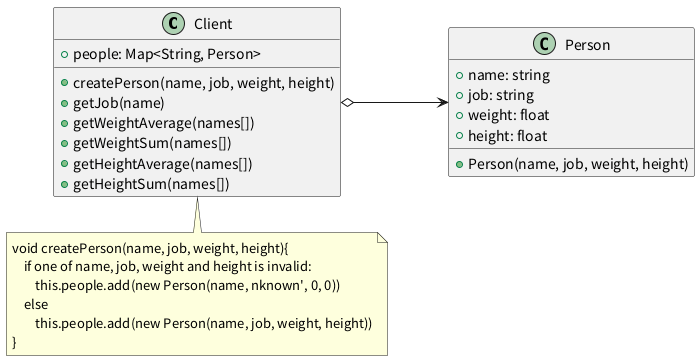 C Client
people: Map<String, Person>
createPerson(name, job, weight, height)
getJob(name)
getWeightAverage(names[])
getWeightSum(names[])
getHeightAverage(names[])
getHeightSum(names[])
C Person
name: string
job: string
weight: float
height: float
Person(name, job, weight, height)
void createPerson(name, job, weight, height){
if one of name, job, weight and height is invalid:
this.people.add(new Person(name, nknown', 0, 0))
else
this.people.add(new Person(name, job, weight, height))
}